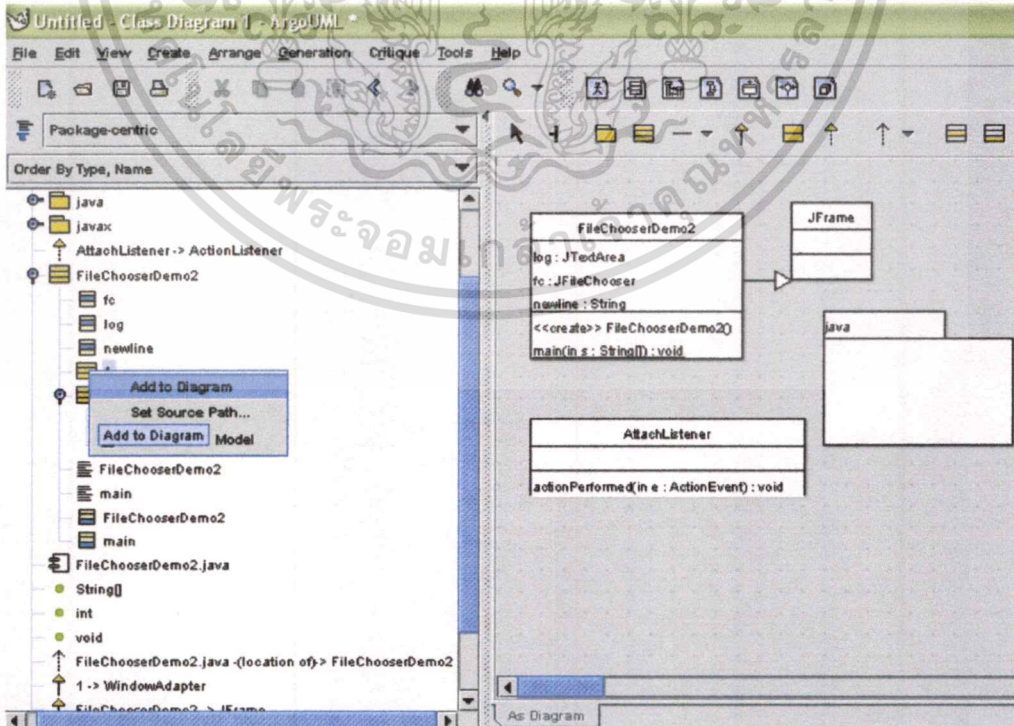 Untitled - Class Diagram 1 - ArgoUML *
File Edit View Create Arrange Generation Critique Tools Help
Package-centric
Order By Type, Name
java
javax
AttachListener -> ActionListener
FileChooserDemo2
fc
log
newline
1
Add to Diagram
Set Source Path...
Add to Diagram Model
FileChooserDemo2
main
FileChooserDemo2
main
FileChooserDemo2.java
String[]
int
void
FileChooserDemo2.java -(location of)-> FileChooserDemo2
1 -> WindowAdapter
FileChooserDemo2 -> JFrame
FileChooserDemo2
log : JTextArea
fc : JFileChooser
newline : String
<<create>> FileChooserDemo2()
main(in s : String[]) : void
JFrame
java
AttachListener
actionPerformed(in e : ActionEvent) : void
As Diagram